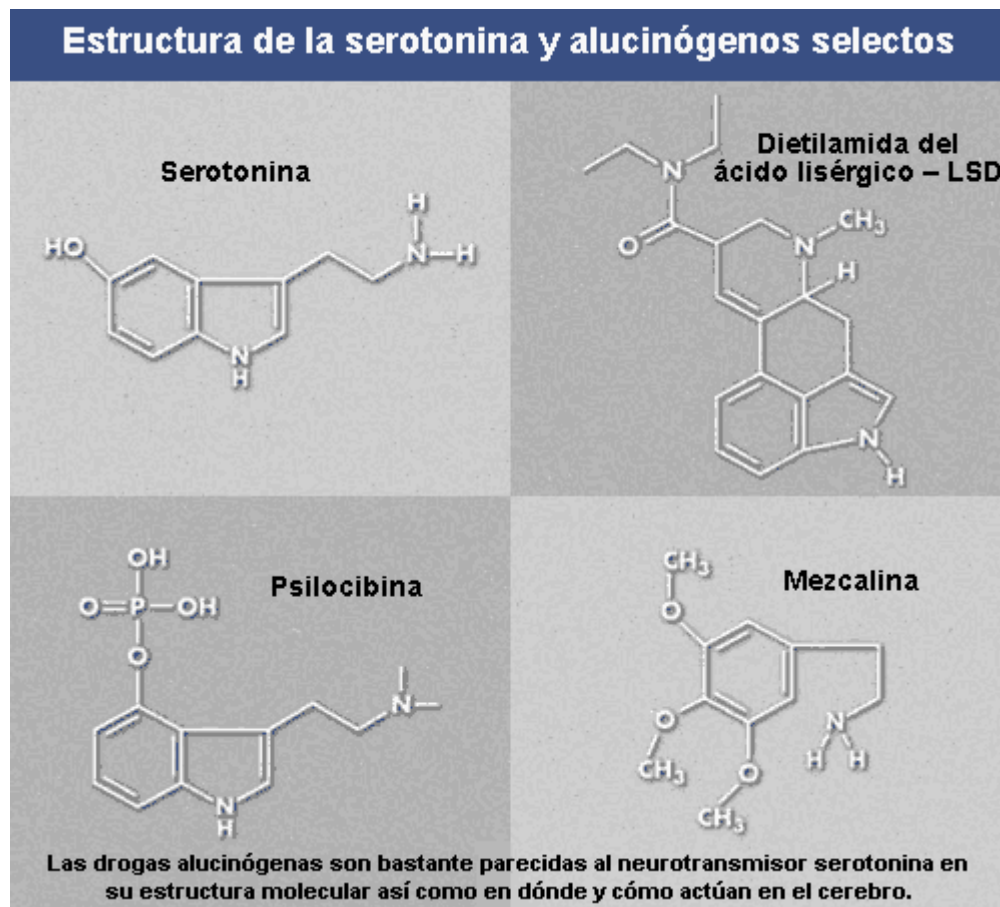 Estructura de la serotonina y alucinógenos selectos
Serotonina
HO
H
N
H
N
H
Dietilamida del
ácido lisérgico – LSD
N
O
N
CH3
H
N
H
Psilocibina
OH
O
P
OH
O
N
N
H
Mezcalina
CH3
O
O
N
H
H
CH3
O
CH3
Las drogas alucinógenas son bastante parecidas al neurotransmisor serotonina en
su estructura molecular así como en dónde y cómo actúan en el cerebro.